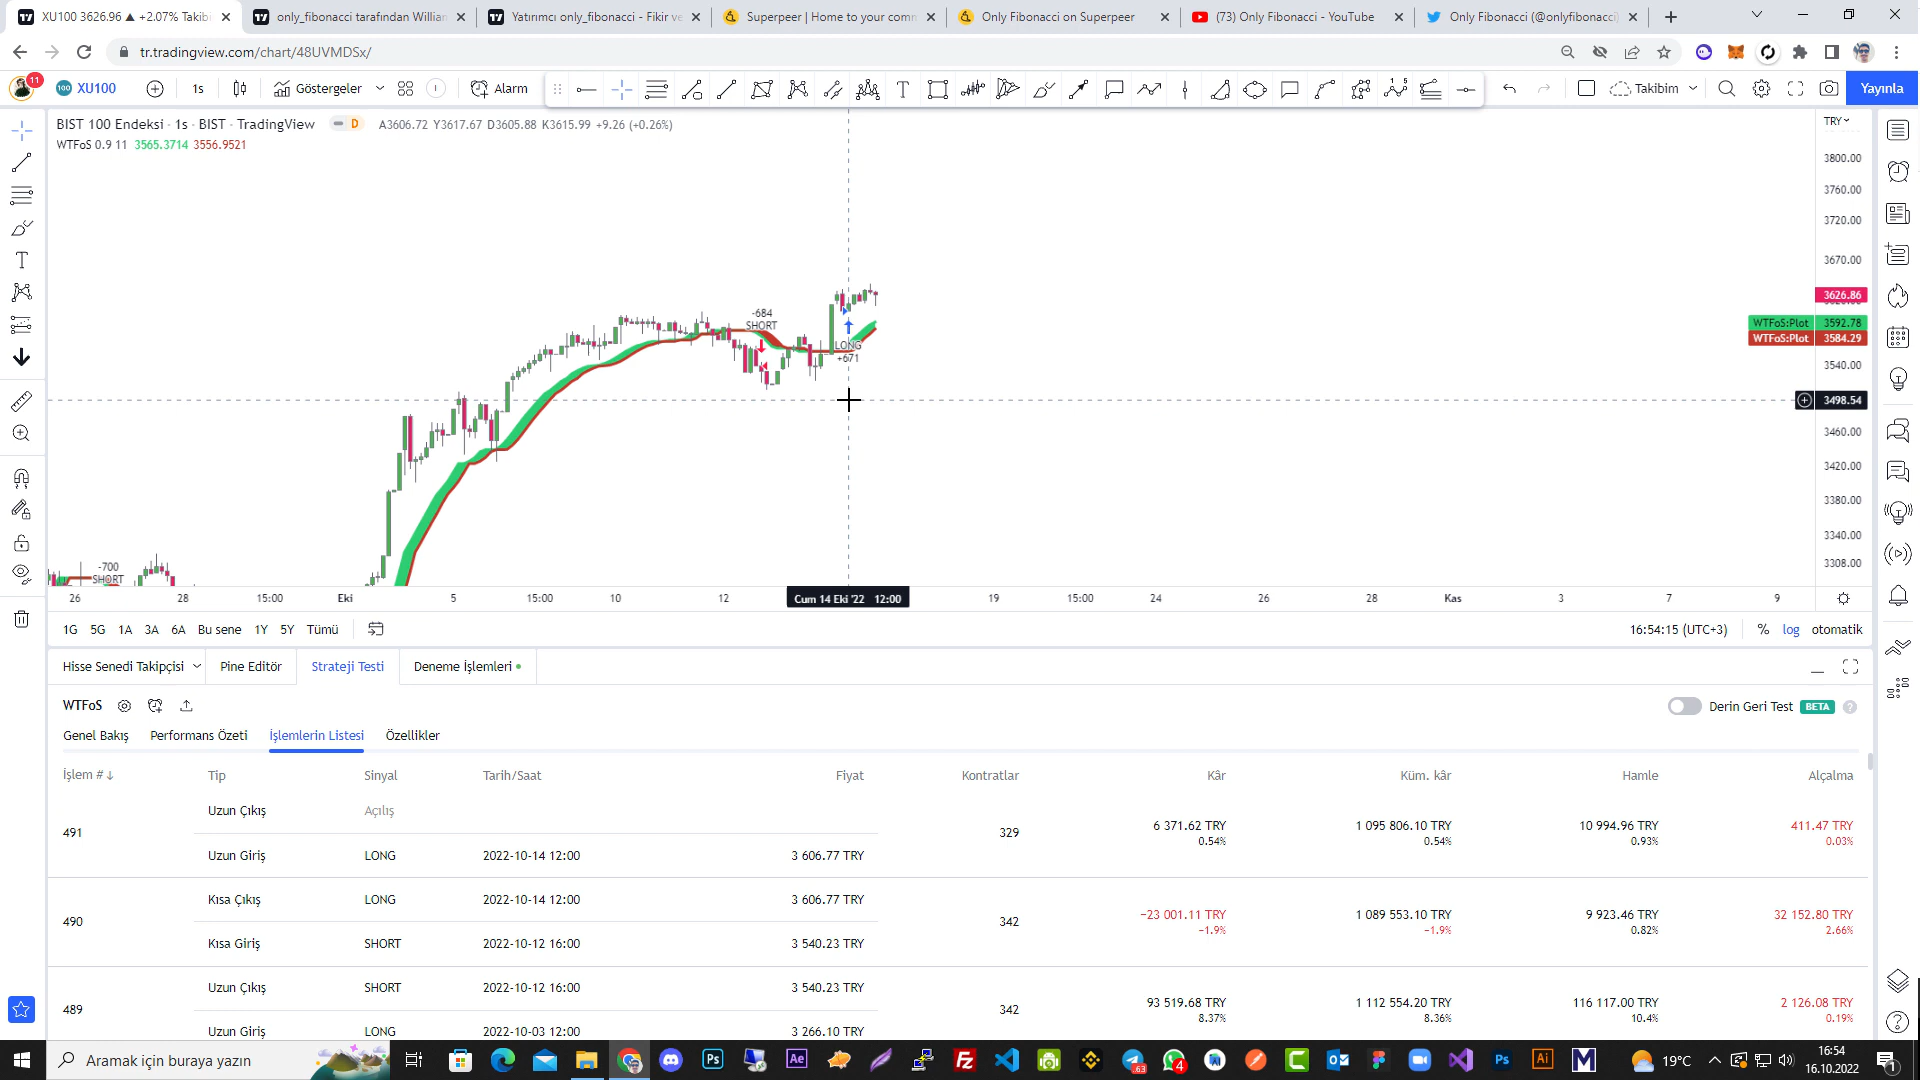 XU100 3626.96 ▲ +2.07% Takibi
only_fibonacci tarafından Willian
Yatırımcı only_fibonacci - Fikir ve
Superpeer | Home to your comm
Only Fibonacci on Superpeer
(73) Only Fibonacci - YouTube
Only Fibonacci (@onlyfibonacci)
tr.tradingview.com/chart/48UVMDSx/
11
XU100
1s
Göstergeler
Alarm
Takibim
Yayınla
BIST 100 Endeksi · 1s · BIST · TradingView
D
A3606.72 Y3617.67 D3605.88 K3615.99 +9.26 (+0.26%)
WTFoS 0.9 11 3565.3714 3556.9521
TRY
3800.00
3760.00
3720.00
3670.00
3626.86
WTFoS:Plot 3592.78
WTFoS:Plot 3584.29
3540.00
3498.54
3460.00
3420.00
3380.00
3340.00
3308.00
-684
SHORT
LONG
+671
-700
SHORT
26
28
15:00
Eki
5
15:00
10
12
Cum 14 Eki '22 12:00
19
15:00
24
26
28
Kas
3
7
9
1G 5G 1A 3A 6A Bu sene 1Y 5Y Tümü
16:54:15 (UTC+3) % log otomatik
Hisse Senedi Takipçisi
Pine Editör
Strateji Testi
Deneme İşlemleri
WTFoS
Derin Geri Test BETA
Genel Bakış Performans Özeti İşlemlerin Listesi Özellikler
İşlem # ↓ Tip Sinyal Tarih/Saat Fiyat Kontratlar Kâr Küm. kâr Hamle Alçalma
491
Uzun Çıkış Açılış
Uzun Giriş LONG 2022-10-14 12:00 3 606.77 TRY
329
6 371.62 TRY
0.54%
1 095 806.10 TRY
0.54%
10 994.96 TRY
0.93%
411.47 TRY
0.03%
490
Kısa Çıkış LONG 2022-10-14 12:00 3 606.77 TRY
Kısa Giriş SHORT 2022-10-12 16:00 3 540.23 TRY
342
−23 001.11 TRY
−1.9%
1 089 553.10 TRY
−1.9%
9 923.46 TRY
0.82%
32 152.80 TRY
2.66%
489
Uzun Çıkış SHORT 2022-10-12 16:00 3 540.23 TRY
Uzun Giriş LONG 2022-10-03 12:00 3 266.10 TRY
342
93 519.68 TRY
8.37%
1 112 554.20 TRY
8.36%
116 117.00 TRY
10.4%
2 126.08 TRY
0.19%
Aramak için buraya yazın
19°C
16:54
16.10.2022